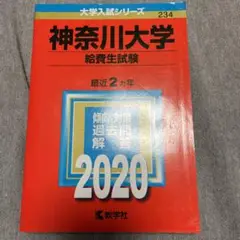 大学入試シリーズ
234
神奈川大学
給費生試験
最近2カ年
傾向と対策
過去問
解答
2020
教学社